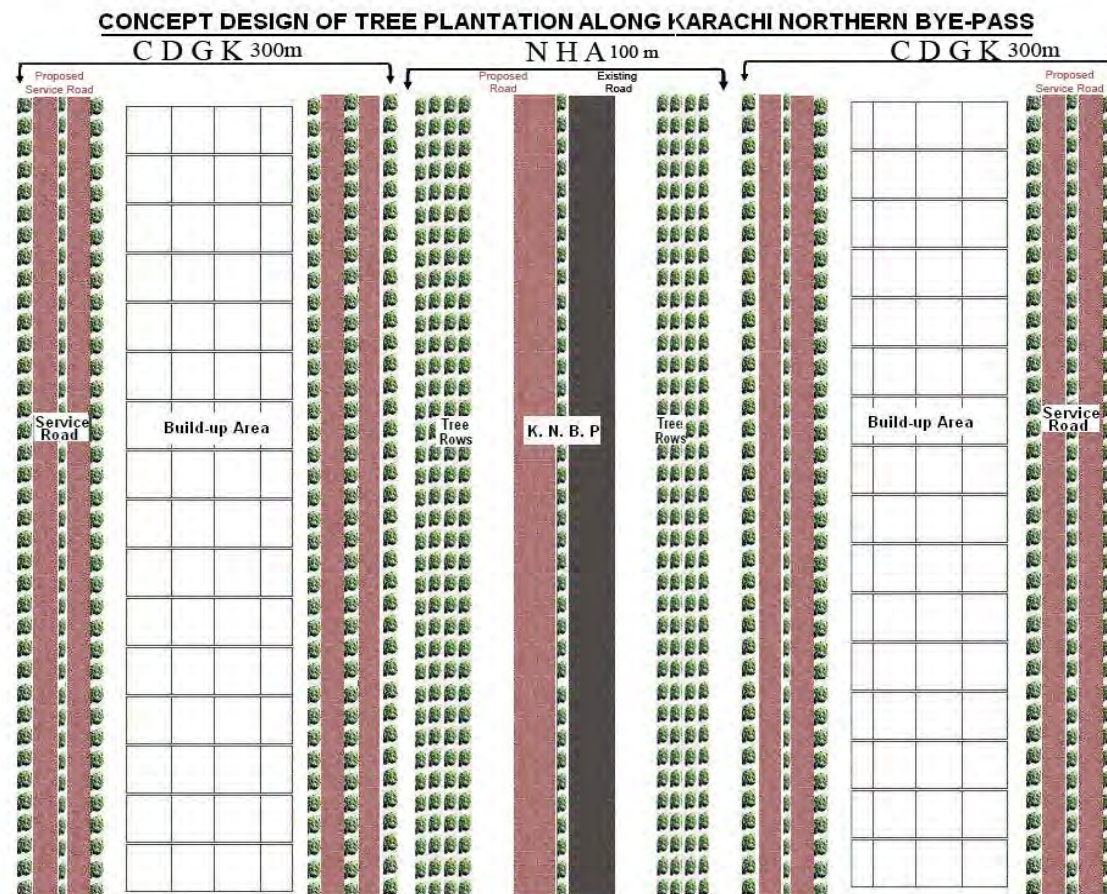 CONCEPT DESIGN OF TREE PLANTATION ALONG KARACHI NORTHERN BYE-PASS
C D G K 300m
N H A 100 m
C D G K 300m
Proposed
Service Road
Proposed
Road
Existing
Road
Proposed
Service Road
Service
Road
Build-up Area
Tree
Rows
K. N. B. P
Tree
Rows
Build-up Area
Service
Road